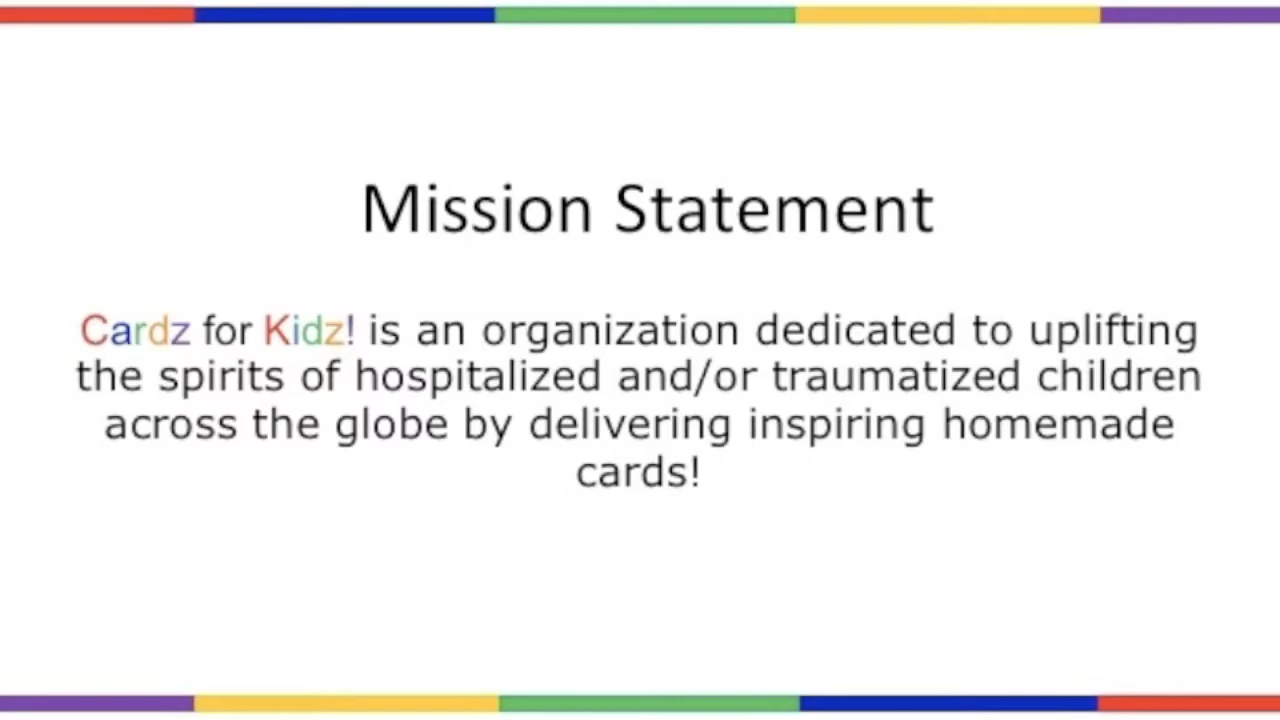 Mission Statement
Cardz for Kidz! is an organization dedicated to uplifting
the spirits of hospitalized and/or traumatized children
across the globe by delivering inspiring homemade
cards!